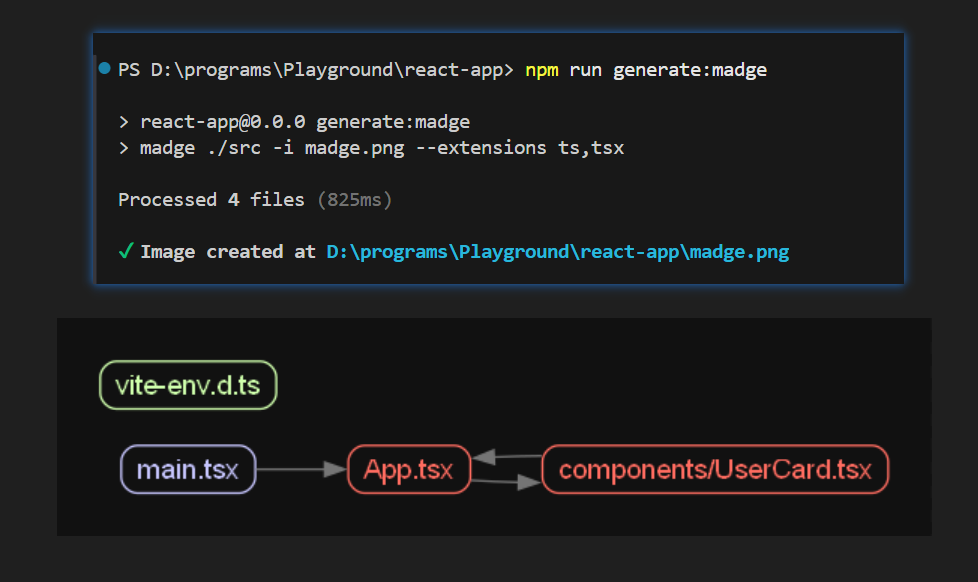 PS D:\programs\Playground\react-app> npm run generate:madge
> react-app@0.0.0 generate:madge
> madge ./src -i madge.png --extensions ts,tsx
Processed 4 files (825ms)
✓ Image created at D:\programs\Playground\react-app\madge.png
vite-env.d.ts
main.tsx App.tsx components/UserCard.tsx